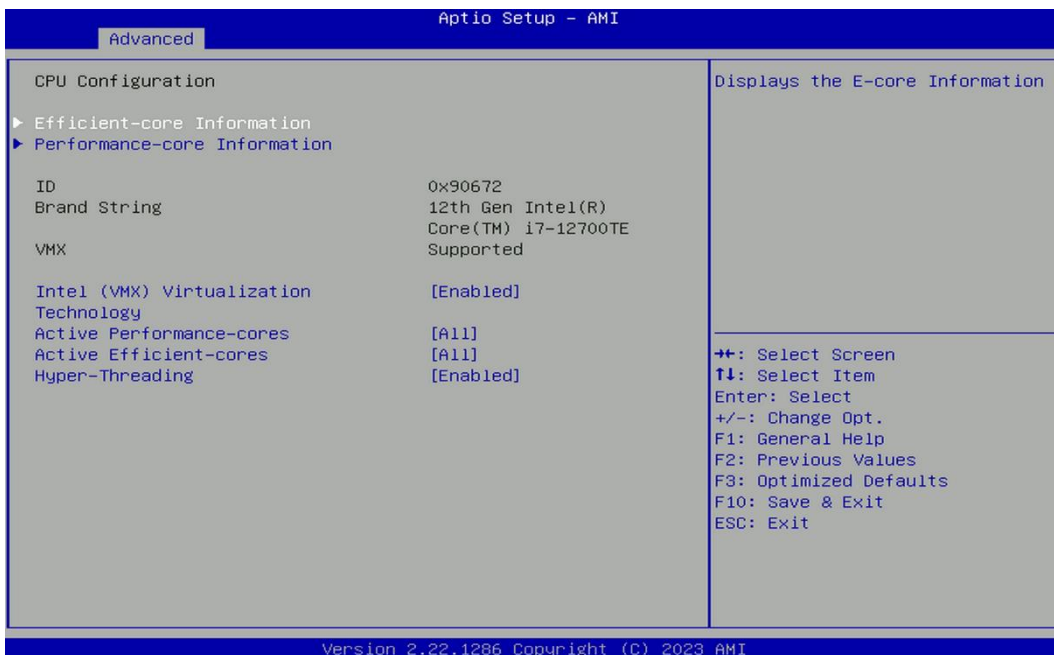 Aptio Setup - AMI
Advanced
CPU Configuration
Efficient-core Information
Performance-core Information
ID 0x90672
Brand String 12th Gen Intel(R)
Core(TM) i7-12700TE
VMX Supported
Intel (VMX) Virtualization [Enabled]
Technology
Active Performance-cores [All]
Active Efficient-cores [All]
Hyper-Threading [Enabled]
Displays the E-core Information
→←: Select Screen
↑↓: Select Item
Enter: Select
+/-: Change Opt.
F1: General Help
F2: Previous Values
F3: Optimized Defaults
F10: Save & Exit
ESC: Exit
Version 2.22.1286 Copyright (C) 2023 AMI